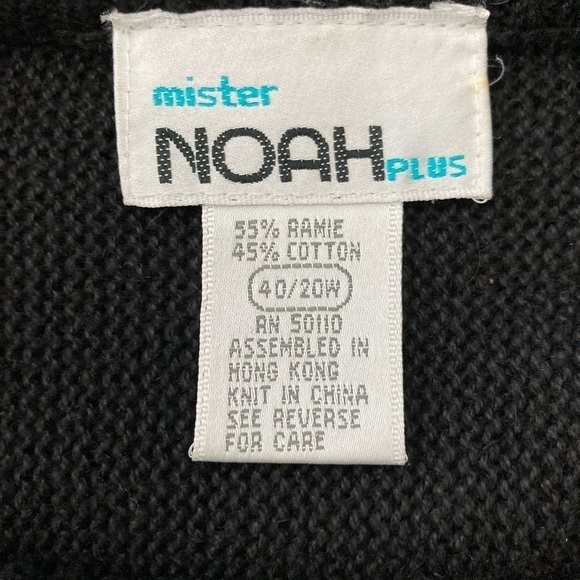 mister
NOAH PLUS
55% RAMIE
45% COTTON
40/20W
RN 50110
ASSEMBLED IN
HONG KONG
KNIT IN CHINA
SEE REVERSE
FOR CARE